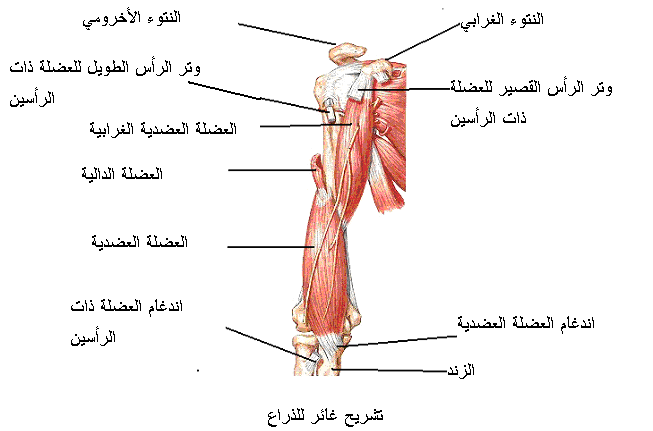 النتوء الأخرومي
النتوء الغرابي
وتر الرأس الطويل للعضلة ذات
الرأسين
وتر الرأس القصير للعضلة
ذات الرأسين
العضلة العضدية الغرابية
العضلة الدالية
العضلة العضدية
اندغام العضلة ذات
الرأسين
اندغام العضلة العضدية
الزند
تشريح غائر للذراع